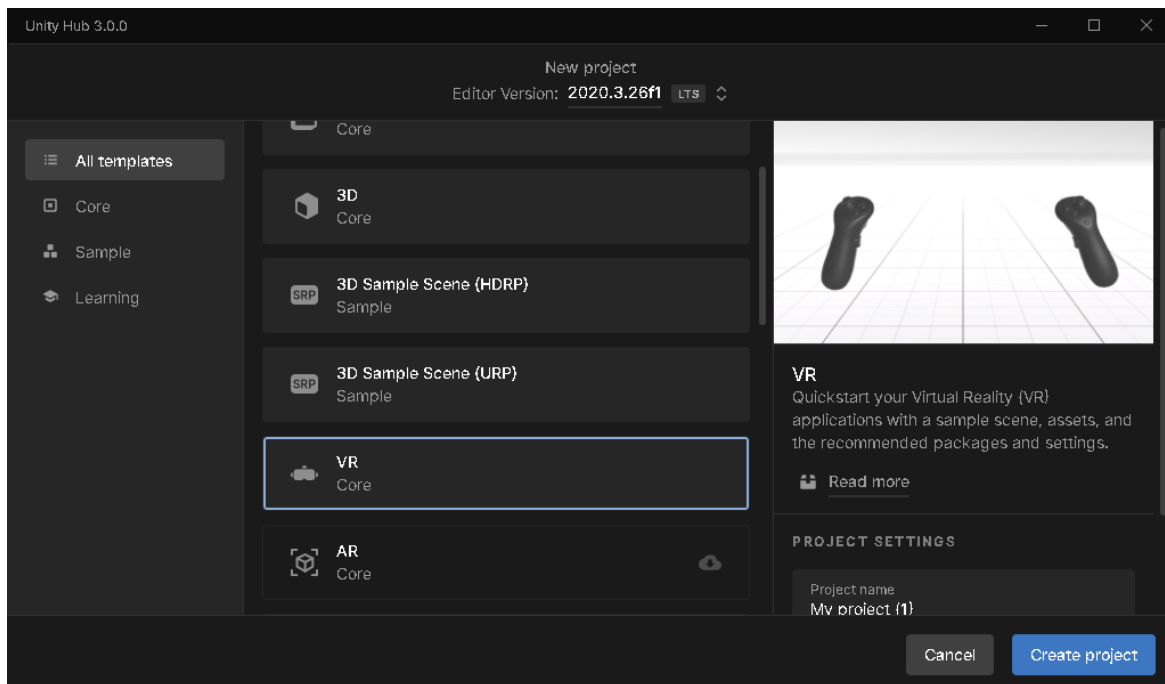 Unity Hub 3.0.0
New project
Editor Version: 2020.3.26f1 LTS
All templates
Core
Sample
Learning
Core
3D
Core
SRP
3D Sample Scene (HDRP)
Sample
SRP
3D Sample Scene (URP)
Sample
VR
Core
AR
Core
VR
Quickstart your Virtual Reality (VR)
applications with a sample scene, assets, and
the recommended packages and settings.
Read more
PROJECT SETTINGS
Project name
My project (1)
Cancel
Create project